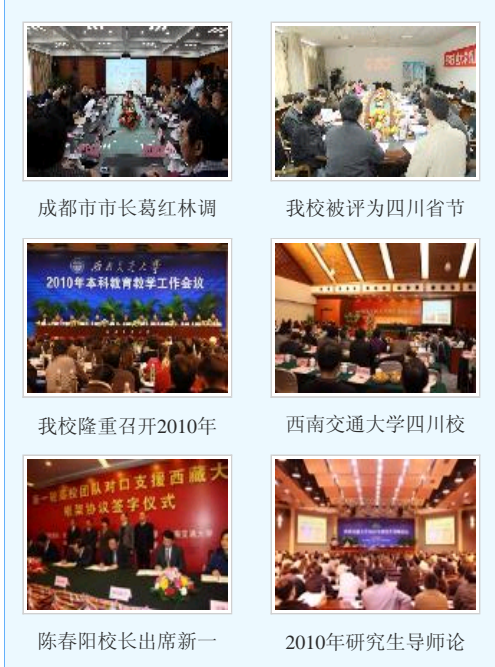 成都市市长葛红林调
我校被评为四川省节
西南交通大学
2010年本科教育教学工作会议
我校隆重召开2010年
西南交通大学四川校
团队对口支援西藏大
框架协议签字仪式
南交通大学
陈春阳校长出席新一
2010年研究生导师论